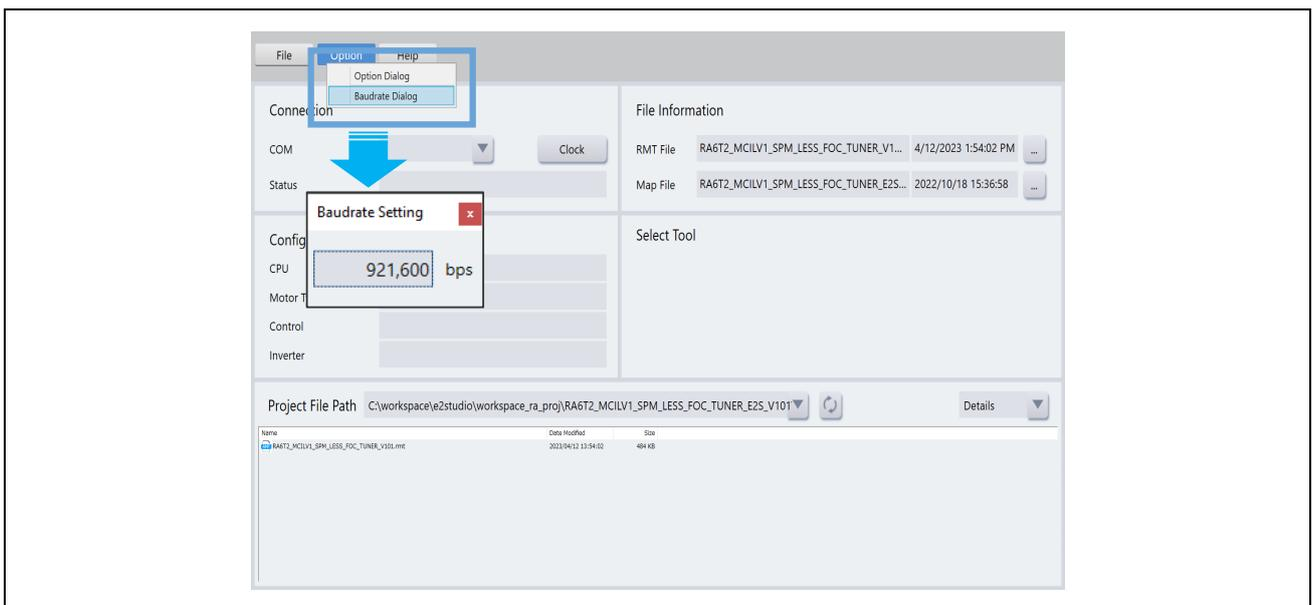 File Option Help
Option Dialog
Baudrate Dialog
Connection
COM Clock
Status
File Information
RMT File RA6T2_MCILV1_SPM_LESS_FOC_TUNER_V1... 4/12/2023 1:54:02 PM ...
Map File RA6T2_MCILV1_SPM_LESS_FOC_TUNER_E2S... 2022/10/18 15:36:58 ...
Baudrate Setting x
921,600 bps
Config
CPU
Motor T
Control
Inverter
Select Tool
Project File Path C:\workspace\e2studio\workspace_ra_proj\RA6T2_MCILV1_SPM_LESS_FOC_TUNER_E2S_V101 Details
Name Date Modified Size
RA6T2_MCILV1_SPM_LESS_FOC_TUNER_V101.rmt 2023/04/12 13:54:02 484 KB